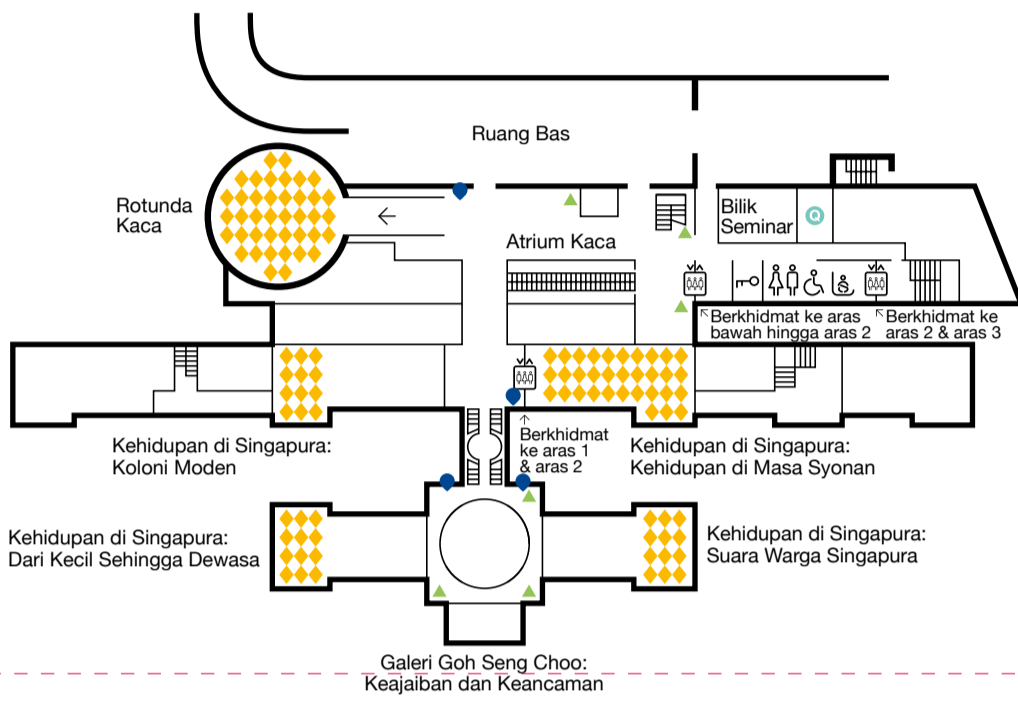 Ruang Bas
Rotunda
Kaca
Bilik
Seminar
Q
Atrium Kaca
Berkhidmat ke aras
bawah hingga aras 2
Berkhidmat ke
aras 2 & aras 3
Kehidupan di Singapura:
Koloni Moden
Berkhidmat
ke aras 1
& aras 2
Kehidupan di Singapura:
Kehidupan di Masa Syonan
Kehidupan di Singapura:
Dari Kecil Sehingga Dewasa
Kehidupan di Singapura:
Suara Warga Singapura
Galeri Goh Seng Choo:
Keajaiban dan Keancaman